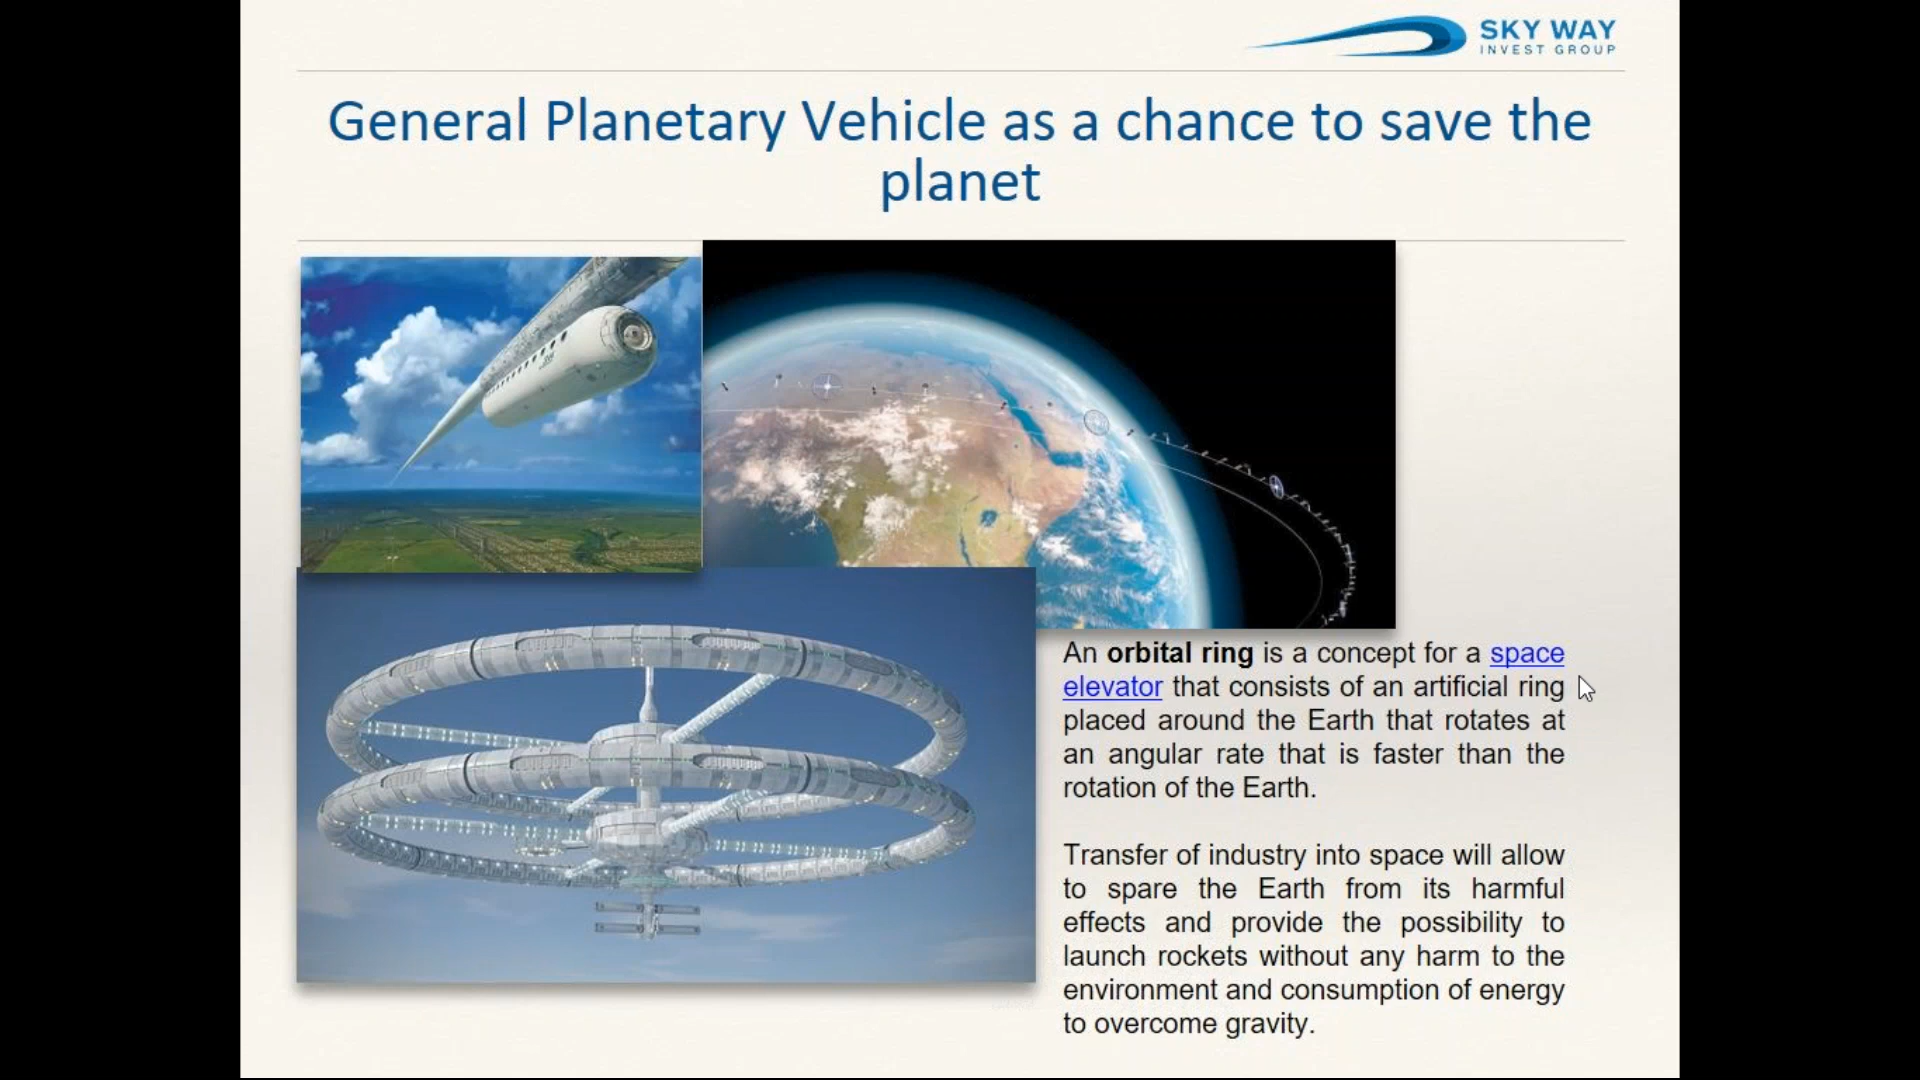 SKY WAY
INVEST GROUP
General Planetary Vehicle as a chance to save the
planet
An orbital ring is a concept for a space
elevator that consists of an artificial ring
placed around the Earth that rotates at
an angular rate that is faster than the
rotation of the Earth.
Transfer of industry into space will allow
to spare the Earth from its harmful
effects and provide the possibility to
launch rockets without any harm to the
environment and consumption of energy
to overcome gravity.